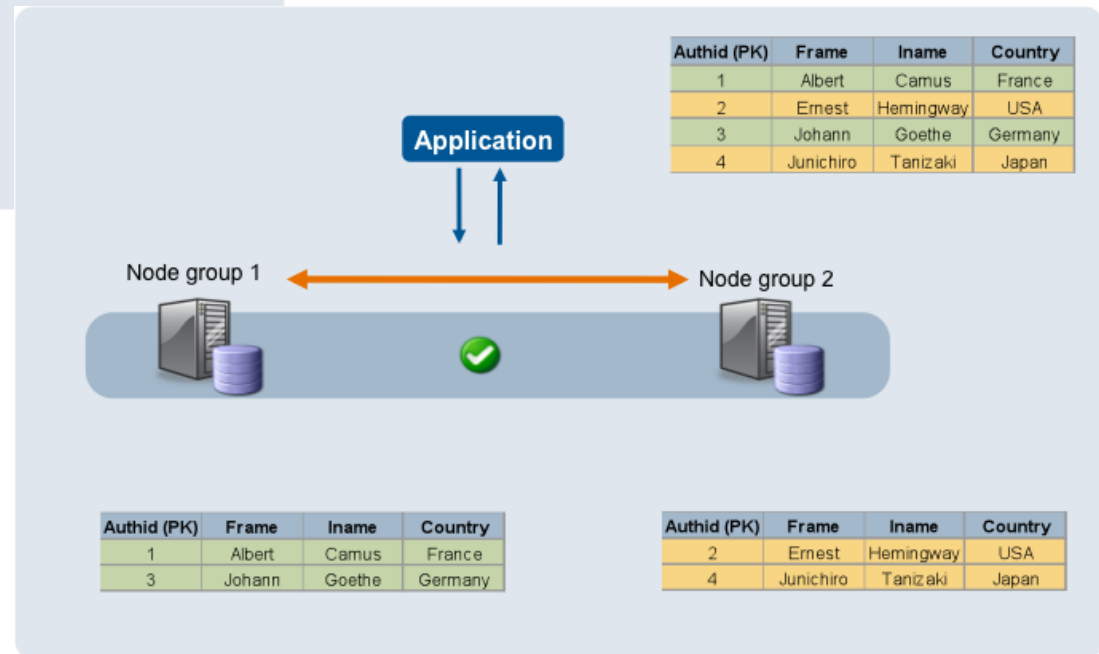 Authid (PK) Frame Iname Country
1 Albert Camus France
2 Ernest Hemingway USA
3 Johann Goethe Germany
4 Junichiro Tanizaki Japan
Application
Node group 1
Node group 2
Authid (PK) Frame Iname Country
1 Albert Camus France
3 Johann Goethe Germany
Authid (PK) Frame Iname Country
2 Ernest Hemingway USA
4 Junichiro Tanizaki Japan